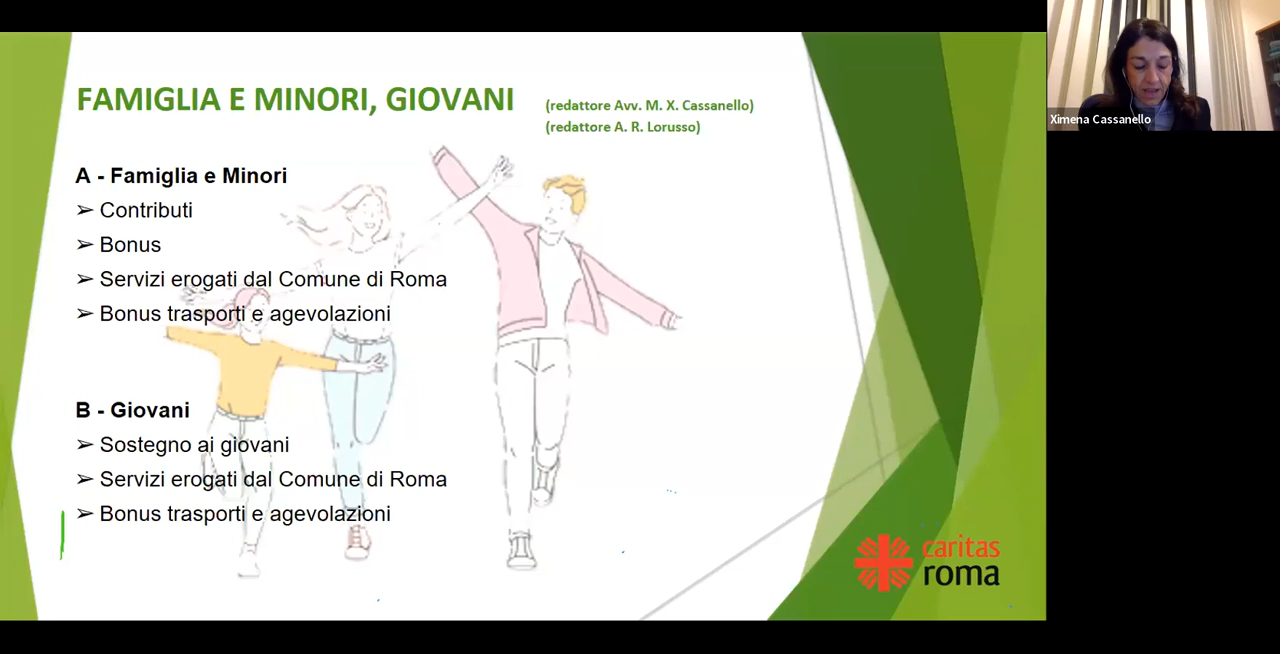 FAMIGLIA E MINORI, GIOVANI
(redattore Avv. M. X. Cassanello)
(redattore A. R. Lorusso)
A - Famiglia e Minori
➢ Contributi
➢ Bonus
➢ Servizi erogati dal Comune di Roma
➢ Bonus trasporti e agevolazioni
B - Giovani
➢ Sostegno ai giovani
➢ Servizi erogati dal Comune di Roma
➢ Bonus trasporti e agevolazioni
caritas
roma
Ximena Cassanello